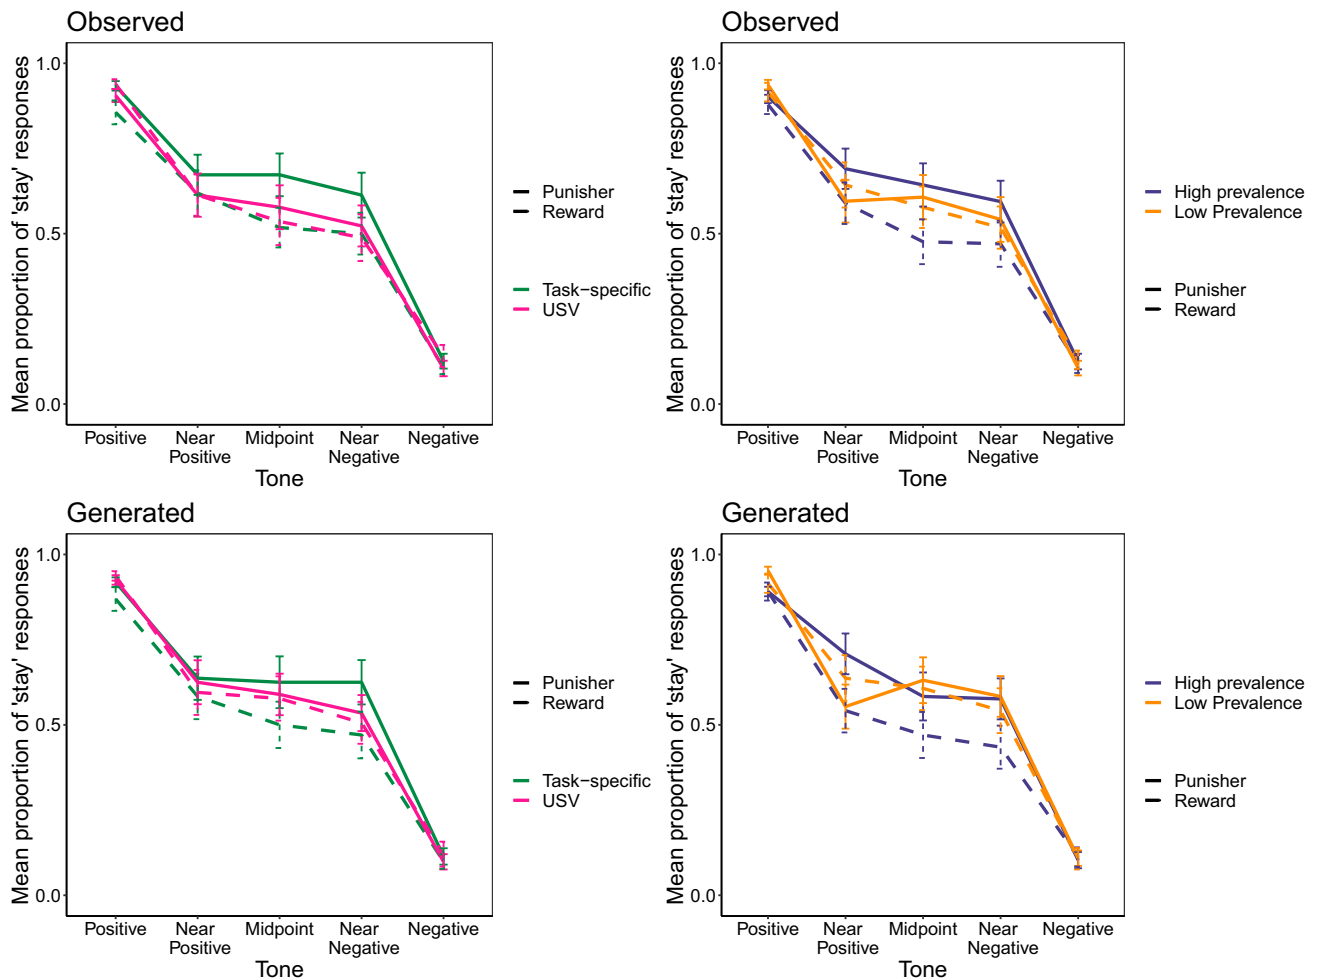 Observed
Mean proportion of 'stay' responses
1.0
0.5
0.0
Positive
Near
Positive
Midpoint
Near
Negative
Negative
Tone
Punisher
Reward
Task−specific
USV
Observed
Mean proportion of 'stay' responses
1.0
0.5
0.0
Positive
Near
Positive
Midpoint
Near
Negative
Negative
Tone
High prevalence
Low Prevalence
Punisher
Reward
Generated
Mean proportion of 'stay' responses
1.0
0.5
0.0
Positive
Near
Positive
Midpoint
Near
Negative
Negative
Tone
Punisher
Reward
Task−specific
USV
Generated
Mean proportion of 'stay' responses
1.0
0.5
0.0
Positive
Near
Positive
Midpoint
Near
Negative
Negative
Tone
High prevalence
Low Prevalence
Punisher
Reward